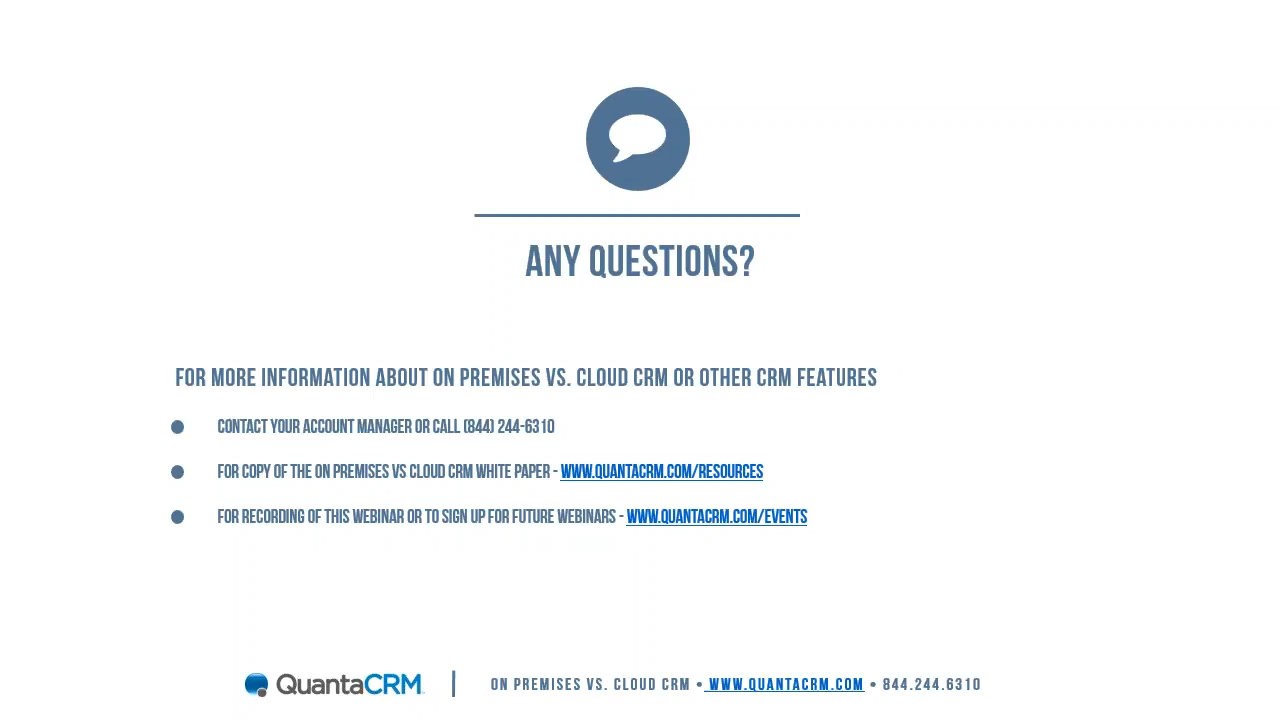 ANY QUESTIONS?
FOR MORE INFORMATION ABOUT ON PREMISES VS. CLOUD CRM OR OTHER CRM FEATURES
CONTACT YOUR ACCOUNT MANAGER OR CALL (844) 244-6310
FOR COPY OF THE ON PREMISES VS CLOUD CRM WHITE PAPER - WWW.QUANTACRM.COM/RESOURCES
FOR RECORDING OF THIS WEBINAR OR TO SIGN UP FOR FUTURE WEBINARS - WWW.QUANTACRM.COM/EVENTS
QuantaCRM | ON PREMISES VS. CLOUD CRM • WWW.QUANTACRM.COM • 844.244.6310